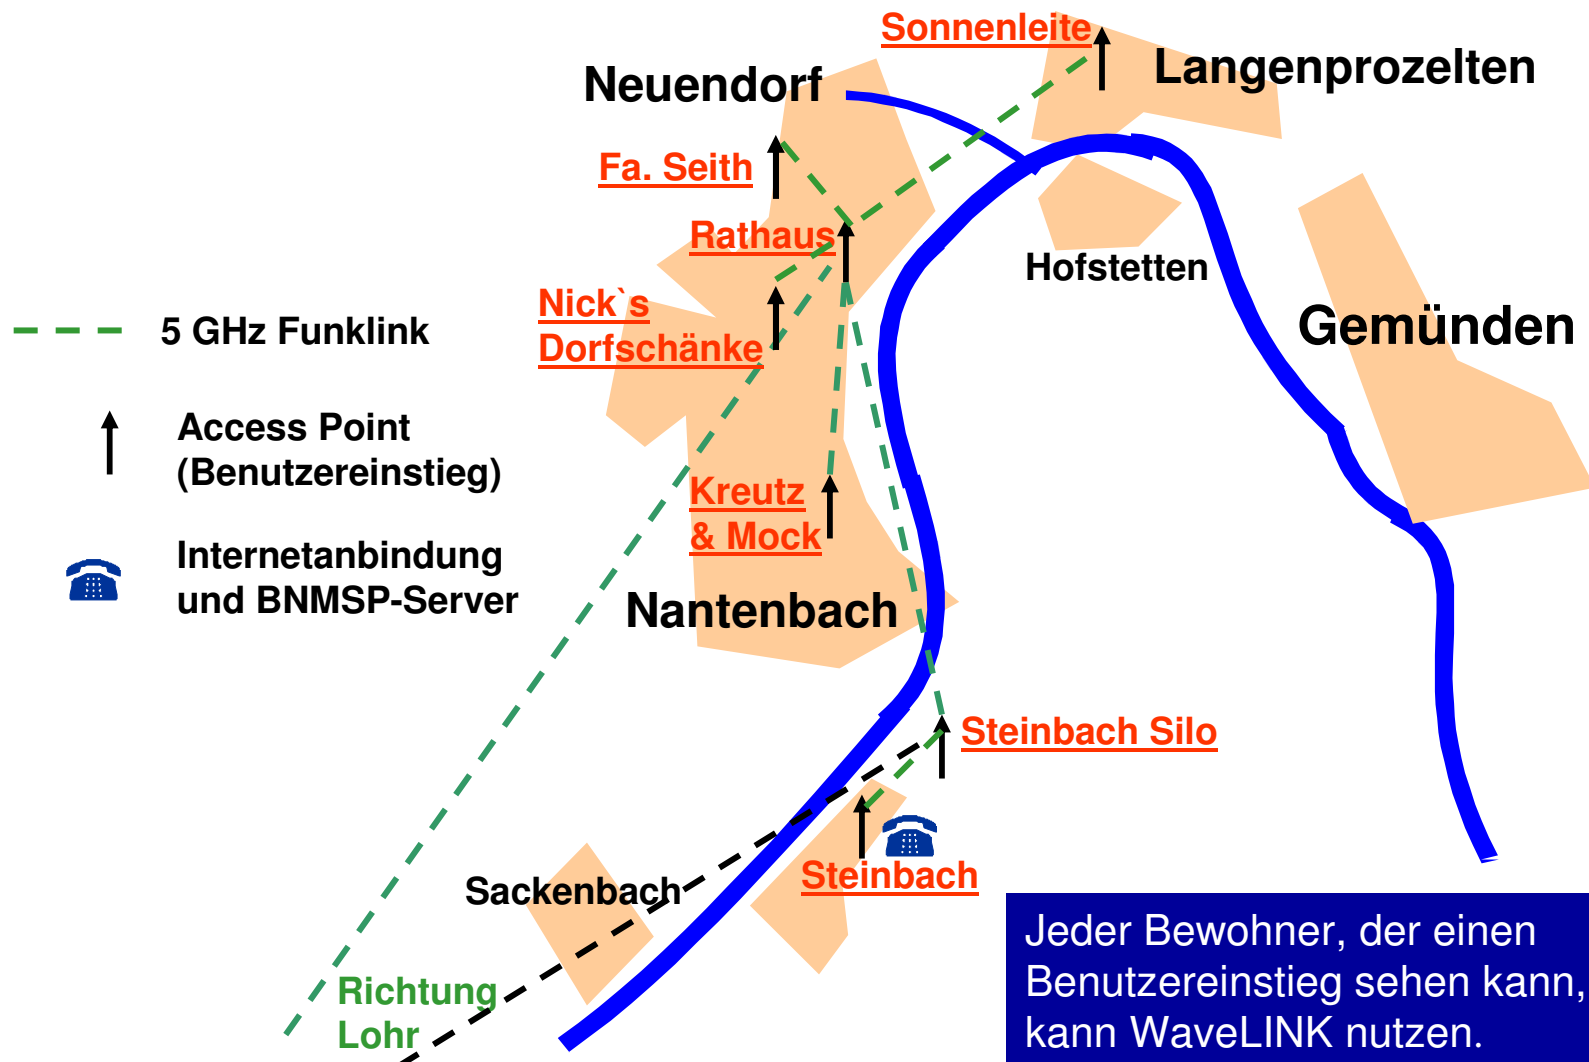 Sonnenleite
Langenprozelten
Neuendorf
Fa. Seith
Rathaus
Hofstetten
Nick`s
Dorfschänke
Gemünden
5 GHz Funklink
Access Point
(Benutzereinstieg)
Kreutz
& Mock
Internetanbindung
und BNMSP-Server
Nantenbach
Steinbach Silo
Steinbach
Sackenbach
Richtung
Lohr
Jeder Bewohner, der einen
Benutzereinstieg sehen kann,
kann WaveLINK nutzen.